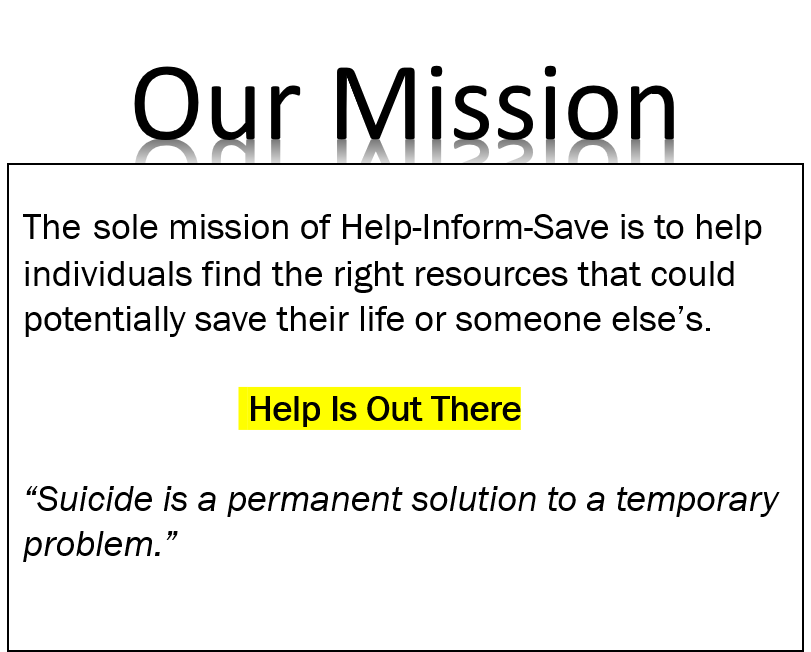 Our Mission
The sole mission of Help-Inform-Save is to help
individuals find the right resources that could
potentially save their life or someone else’s.
Help Is Out There
“Suicide is a permanent solution to a temporary
problem.”